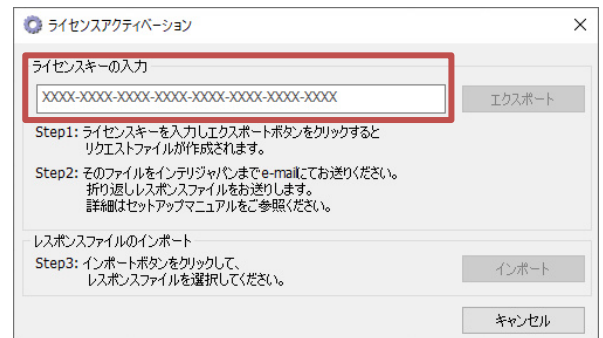 ライセンスアクティベーション
ライセンスキーの入力
XXXX-XXXX-XXXX-XXXX-XXXX-XXXX-XXXX-XXXX
エクスポート
Step1: ライセンスキーを入力しエクスポートボタンをクリックすると
リクエストファイルが作成されます。
Step2: そのファイルをインテリジャパンまでe-mailにてお送りください。
折り返しレスポンスファイルをお送りします。
詳細はセットアップマニュアルをご参照ください。
レスポンスファイルのインポート
Step3: インポートボタンをクリックして、
レスポンスファイルを選択してください。
インポート
キャンセル